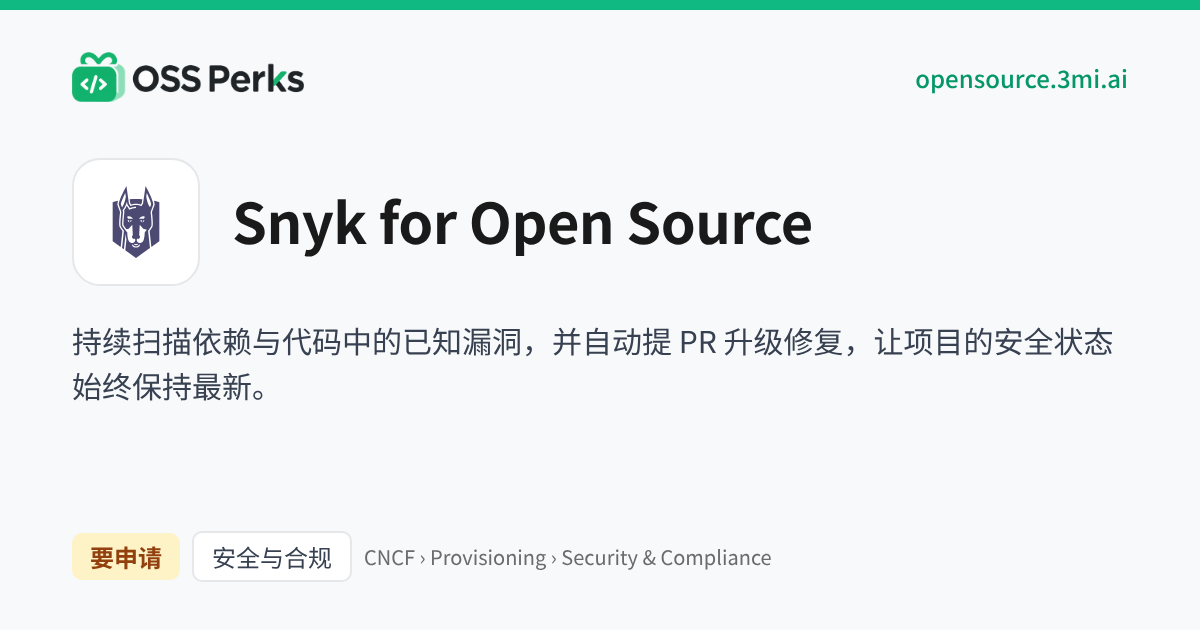 OSS Perks
opensource.3mi.ai
Snyk for Open Source
持续扫描依赖与代码中的已知漏洞，并自动提 PR 升级修复，让项目的安全状态
始终保持最新。
要申请
安全与合规
CNCF › Provisioning › Security & Compliance